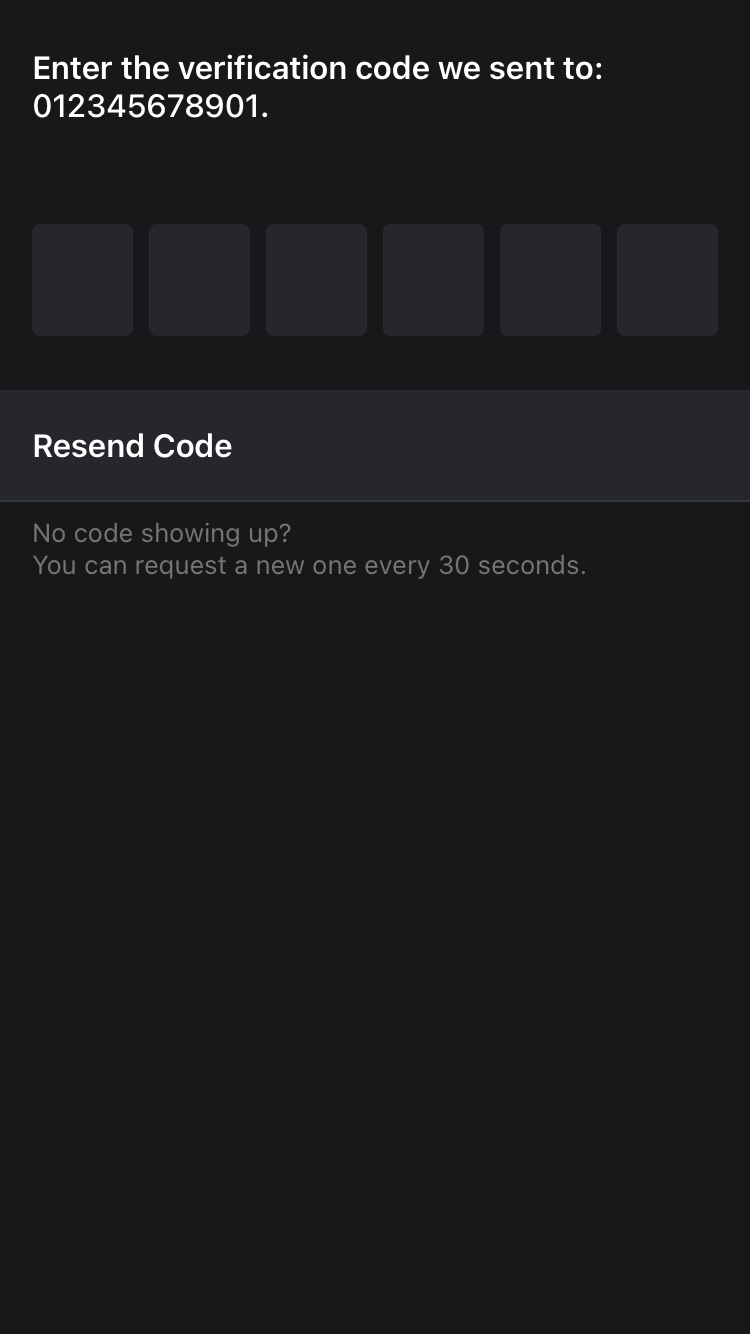 Enter the verification code we sent to:
012345678901.
Resend Code
No code showing up?
You can request a new one every 30 seconds.